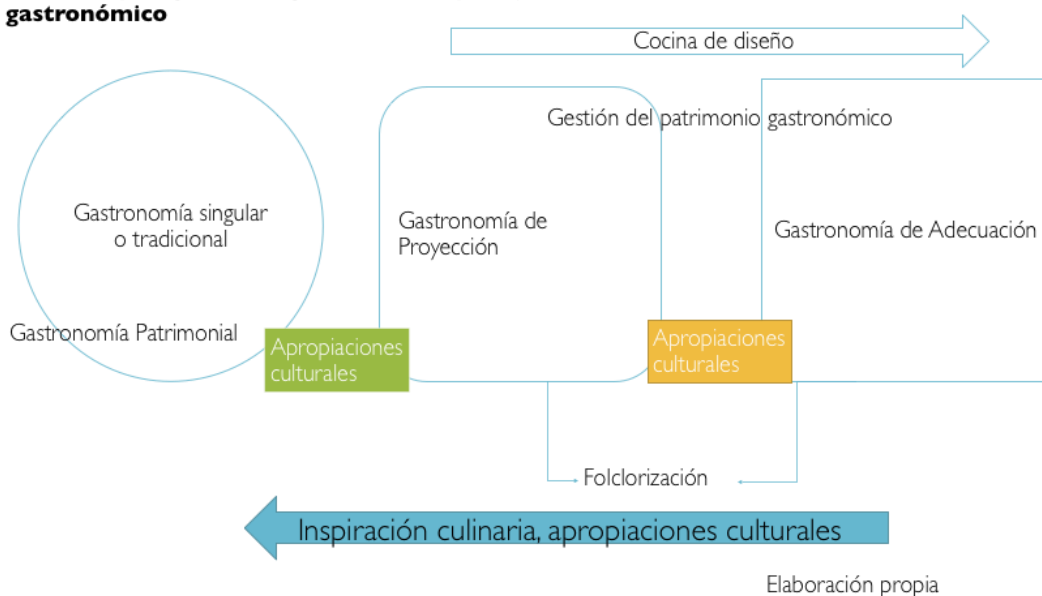 gastronómico
Cocina de diseño
Gestión del patrimonio gastronómico
Gastronomía singular
o tradicional
Gastronomía de
Proyección
Gastronomía de Adecuación
Gastronomía Patrimonial
Apropiaciones
culturales
Apropiaciones
culturales
Folclorización
Inspiración culinaria, apropiaciones culturales
Elaboración propia